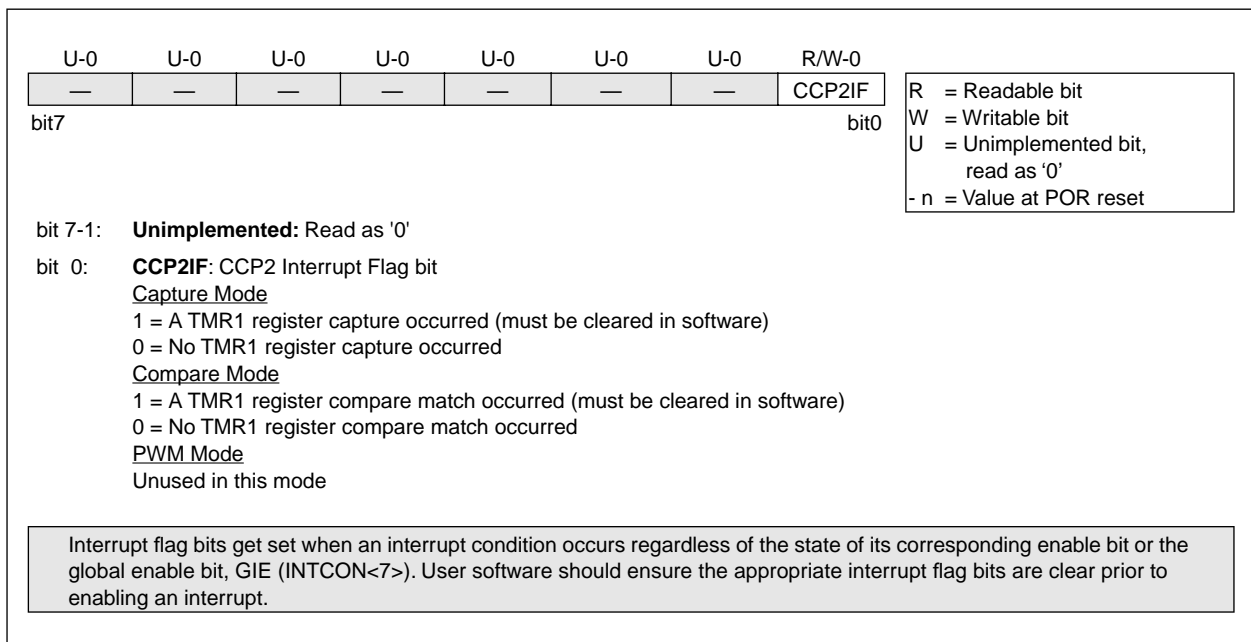 U-0 U-0 U-0 U-0 U-0 U-0 U-0 R/W-0
— — — — — — — CCP2IF
bit7 bit0
R = Readable bit
W = Writable bit
U = Unimplemented bit,
read as ‘0’
- n = Value at POR reset
bit 7-1: Unimplemented: Read as '0'
bit 0: CCP2IF: CCP2 Interrupt Flag bit
Capture Mode
1 = A TMR1 register capture occurred (must be cleared in software)
0 = No TMR1 register capture occurred
Compare Mode
1 = A TMR1 register compare match occurred (must be cleared in software)
0 = No TMR1 register compare match occurred
PWM Mode
Unused in this mode
Interrupt flag bits get set when an interrupt condition occurs regardless of the state of its corresponding enable bit or the
global enable bit, GIE (INTCON<7>). User software should ensure the appropriate interrupt flag bits are clear prior to
enabling an interrupt.